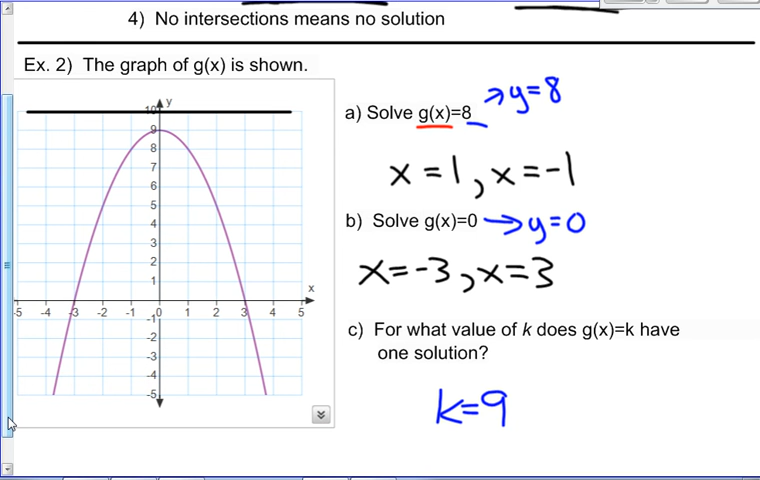 4) No intersections means no solution
Ex. 2) The graph of g(x) is shown.
a) Solve g(x)=8 →y=8
x=1, x=-1
b) Solve g(x)=0 →y=0
x=-3, x=3
c) For what value of k does g(x)=k have
one solution?
k=9
y
10
9
8
7
6
5
4
3
2
1
x
-5 -4 -3 -2 -1 0 1 2 3 4 5
-1
-2
-3
-4
-5